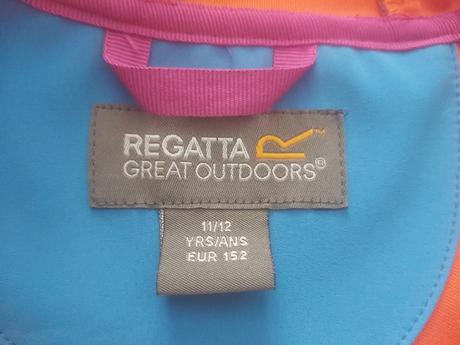 REGATTA
GREAT OUTDOORS®
11/12
YRS/ANS
EUR 152